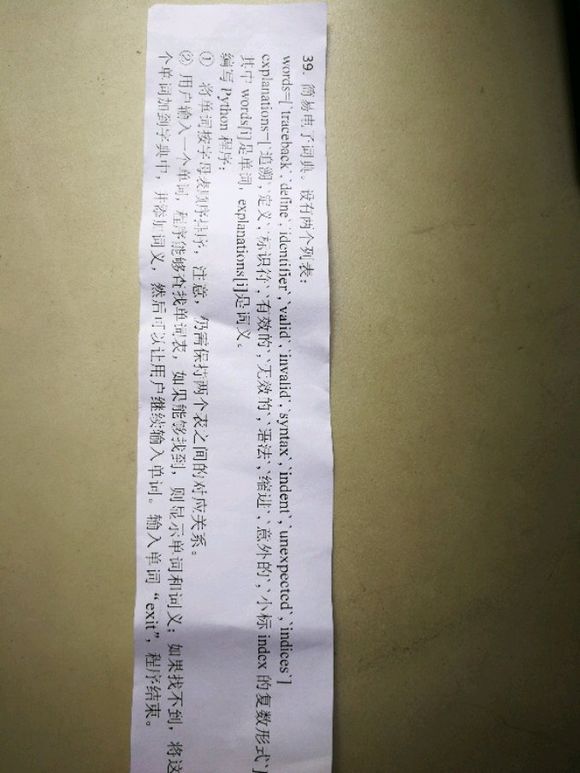 39. 简易电子词典。设有两个列表：
words=[`traceback`,`define`,`identifier`,`valid`,`invalid`,`syntax`,`indent`,`unexpected`,`indices`]
explanations=[`追溯`,`定义`,`标识符`,`有效的`,`无效的`,`语法`,`缩进`,`意外的`,`小标 index 的复数形式`]
其中 words[i]是单词，explanations[i]是词义。
编写 Python 程序：
① 将单词按字母表顺序排序，注意，仍需保持两个表之间的对应关系。
② 用户输入一个单词，程序能够查找单词表，如果能够找到，则显示单词和词义；如果找不到，将这
个单词加到字典中，并添加词义，然后可以让用户继续输入单词。输入单词“exit”，程序结束。